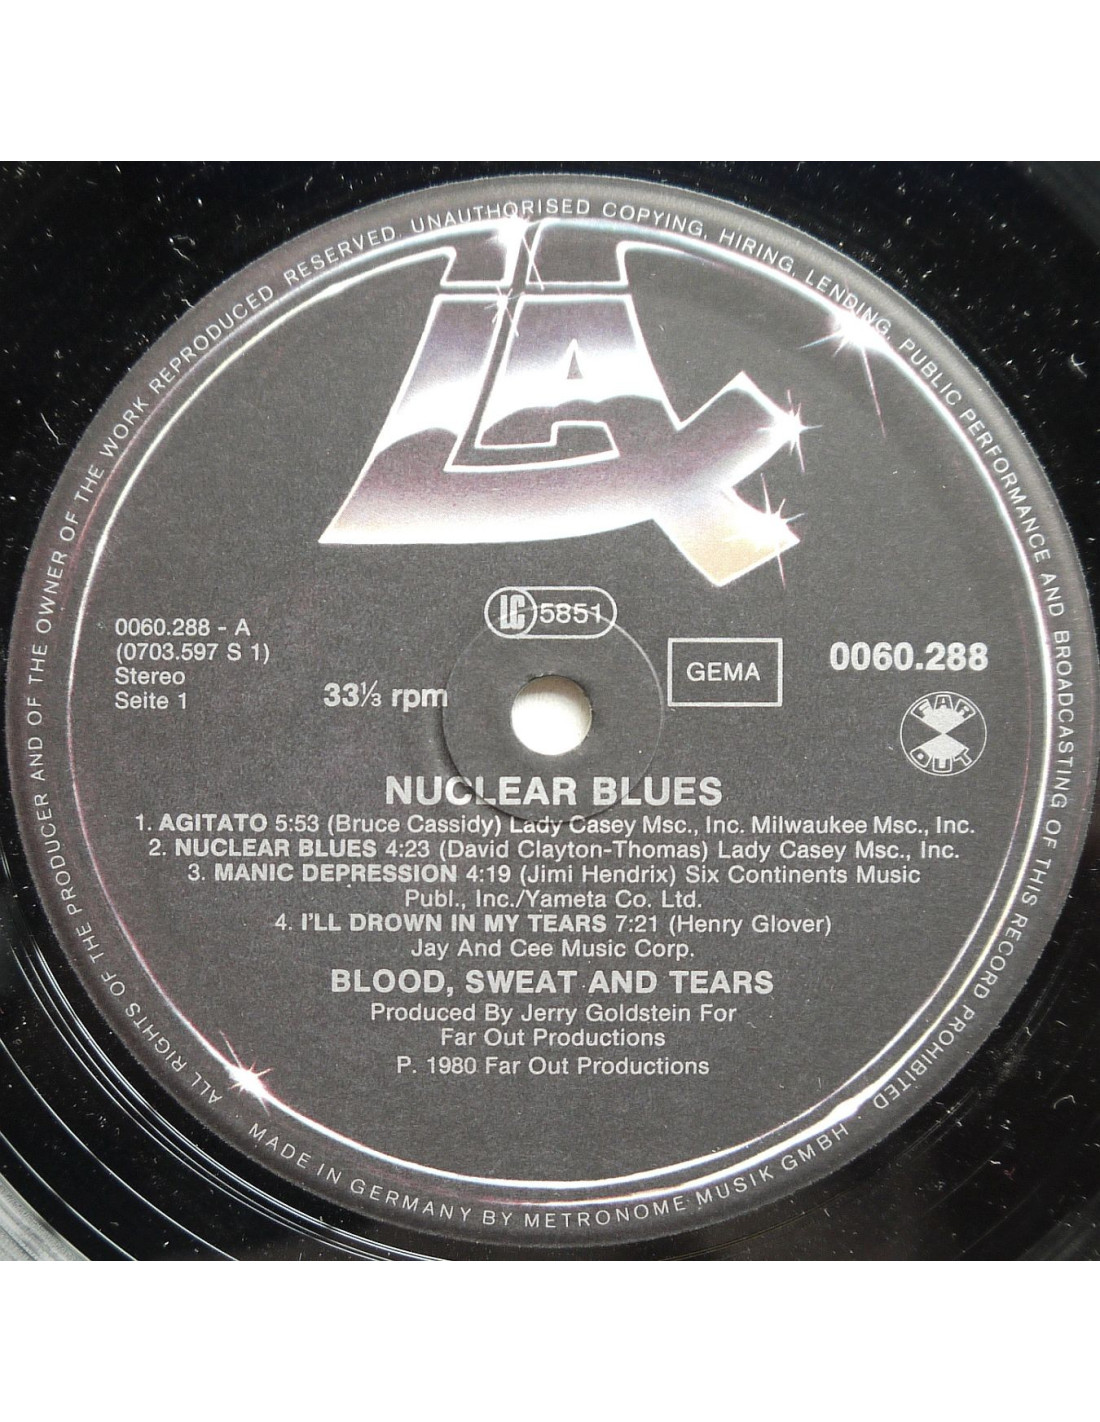 ALL RIGHTS OF THE PRODUCER AND OF THE OWNER OF THE WORK REPRODUCED RESERVED. UNAUTHORISED COPYING, HIRING, LENDING, PUBLIC PERFORMANCE AND BROADCASTING OF THIS RECORD PROHIBITED · MADE IN GERMANY BY METRONOME MUSIK GMBH ·
LAX
LC 5851
0060.288 - A
(0703.597 S 1)
Stereo
Seite 1
33⅓ rpm
GEMA
0060.288
FAR OUT
NUCLEAR BLUES
1. AGITATO 5:53 (Bruce Cassidy) Lady Casey Msc., Inc. Milwaukee Msc., Inc.
2. NUCLEAR BLUES 4:23 (David Clayton-Thomas) Lady Casey Msc., Inc.
3. MANIC DEPRESSION 4:19 (Jimi Hendrix) Six Continents Music
Publ., Inc./Yameta Co. Ltd.
4. I'LL DROWN IN MY TEARS 7:21 (Henry Glover)
Jay And Cee Music Corp.
BLOOD, SWEAT AND TEARS
Produced By Jerry Goldstein For
Far Out Productions
P. 1980 Far Out Productions